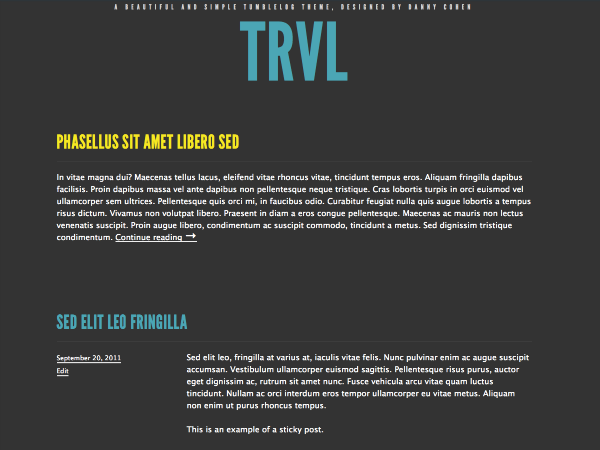 A BEAUTIFUL AND SIMPLE TUMBLELOG THEME, DESIGNED BY DANNY COHEN
TRVL
PHASELLUS SIT AMET LIBERO SED
In vitae magna dui? Maecenas tellus lacus, eleifend vitae rhoncus vitae, tincidunt tempus eros. Aliquam fringilla dapibus
facilisis. Proin dapibus massa vel ante dapibus non pellentesque neque tristique. Cras lobortis turpis in orci euismod vel
ullamcorper sem ultrices. Pellentesque quis orci mi, in faucibus odio. Curabitur feugiat nulla quis augue lobortis a tempus
risus dictum. Vivamus non volutpat libero. Praesent in diam a eros congue pellentesque. Maecenas ac mauris non lectus
venenatis suscipit. Proin augue libero, condimentum ac suscipit commodo, tincidunt a metus. Sed dignissim tristique
condimentum. Continue reading →
SED ELIT LEO FRINGILLA
September 20, 2011
Edit
Sed elit leo, fringilla at varius at, iaculis vitae felis. Nunc pulvinar enim ac augue suscipit
accumsan. Vestibulum ullamcorper euismod sagittis. Pellentesque risus purus, auctor
eget dignissim ac, rutrum sit amet nunc. Fusce vehicula arcu vitae quam luctus
tincidunt. Nullam ac orci interdum eros tempor ullamcorper eu vitae metus. Aliquam
non enim ut purus rhoncus tempus.
This is an example of a sticky post.